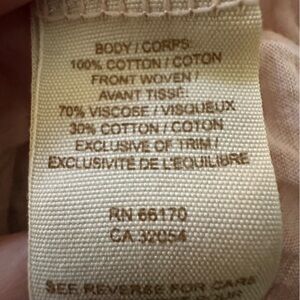 BODY / CORPS
100% COTTON / COTON
FRONT WOVEN /
AVANT TISSÉ:
70% VISCOSE / VISQUEUX
30% COTTON / COTON
EXCLUSIVE OF TRIM /
EXCLUSIVITÉ DE L'EQUILIBRE
RN 66170
CA 32054
SEE REVERSE FOR CARE